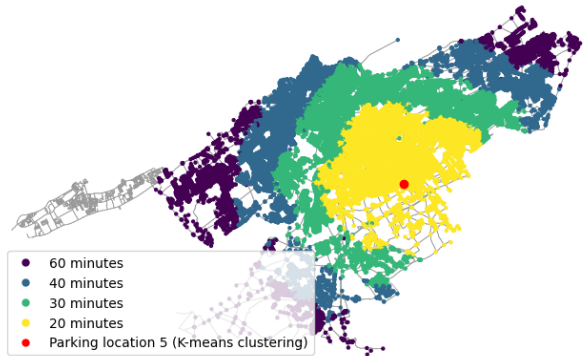 60 minutes
40 minutes
30 minutes
20 minutes
Parking location 5 (K-means clustering)